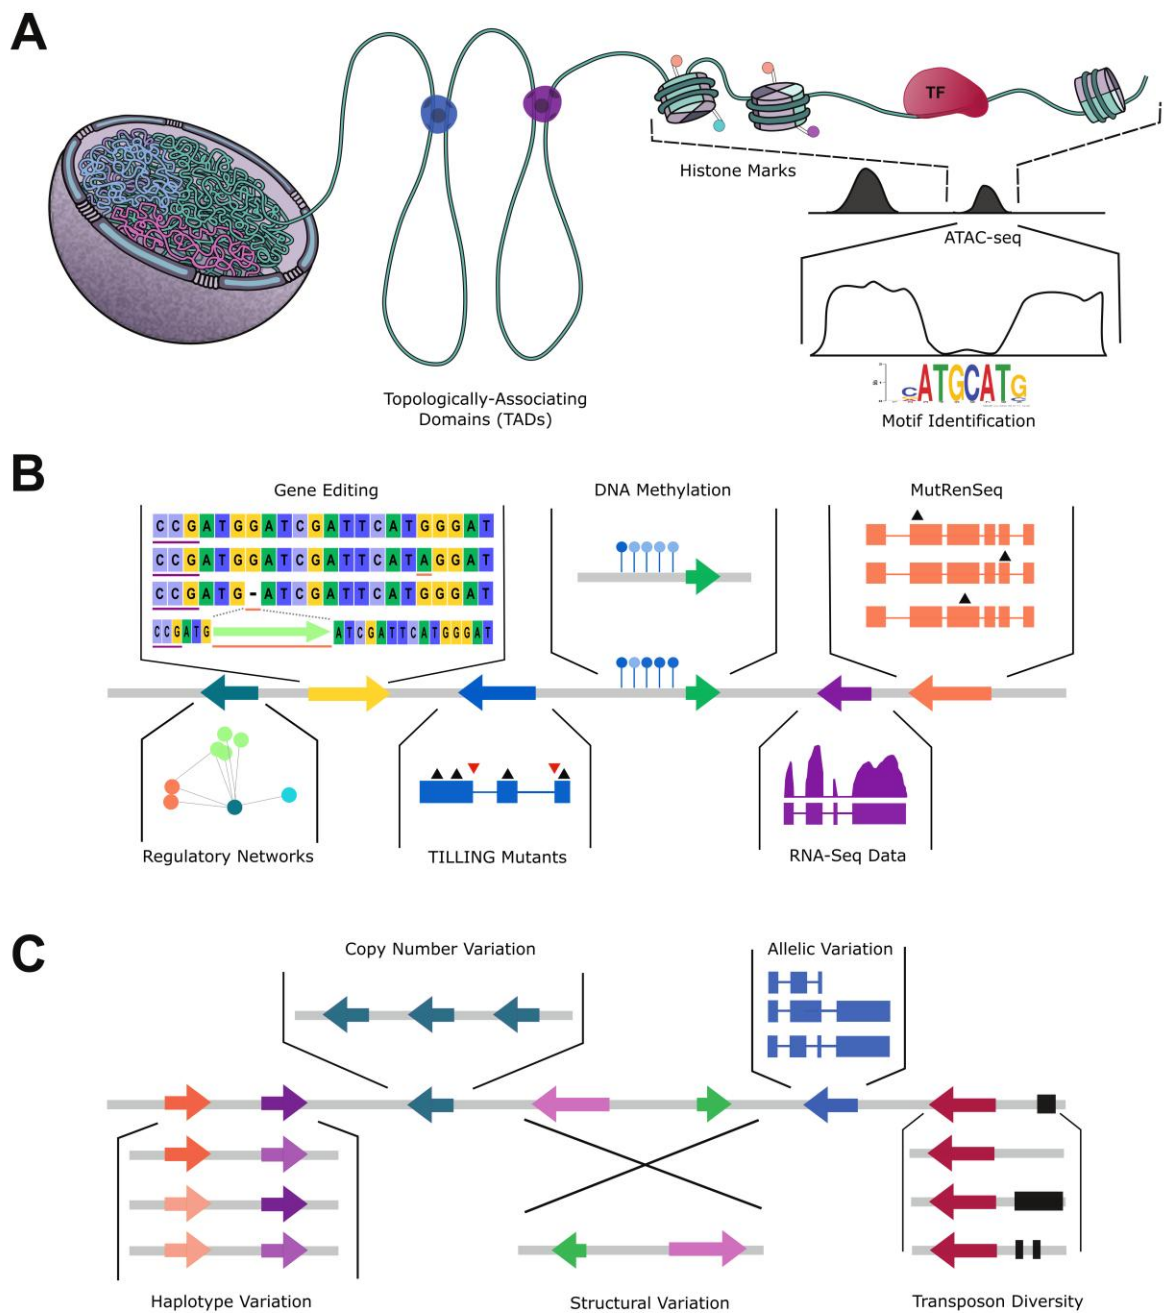 A
TF
Histone Marks
ATAC-seq
Topologically-Associating
Domains (TADs)
CATGCATG
Motif Identification
B
Gene Editing
DNA Methylation
MutRenSeq
CCGATGGATCGATTCATGGGAT
CCGATGGATCGATTCATAGGAT
CCGATG-ATCGATTCATGGGAT
CCGATG ATCGATTCATGGGAT
Regulatory Networks
TILLING Mutants
RNA-Seq Data
C
Copy Number Variation
Allelic Variation
Haplotype Variation
Structural Variation
Transposon Diversity